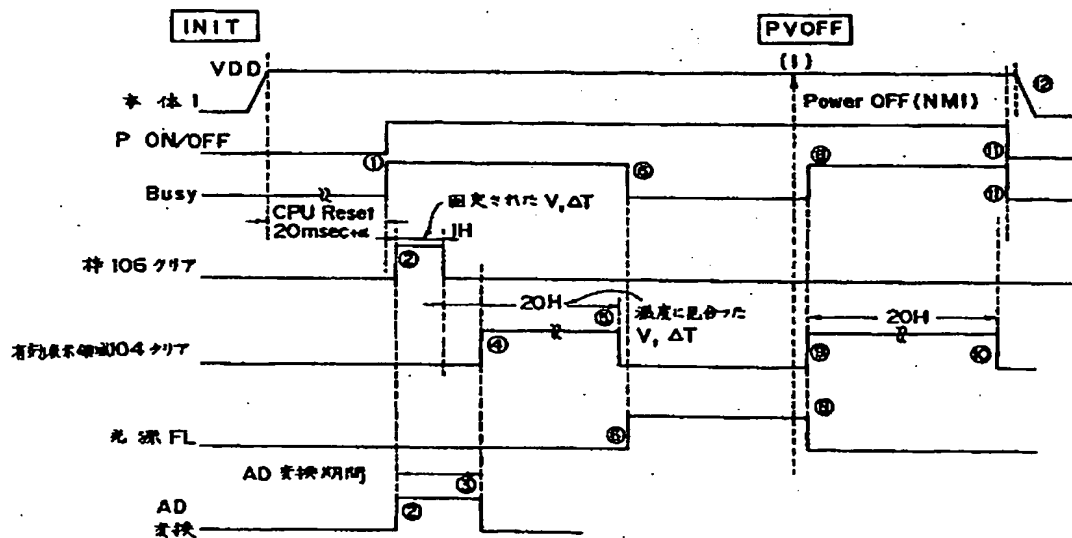 INIT
PVOFF
VDD
(1)
本体1
Power OFF (NMI)
⑫
P ON/OFF
①
⑥
⑧
⑪
Busy
⑪
CPU Reset
20msec+α
固定された V, ΔT
1H
②
枠106クリア
20H
⑤
温度に見合った
V, ΔT
20H
有効表示領域104クリア
④
⑨
⑩
光源FL
⑥
⑧
AD変換期間
③
②
AD
変換